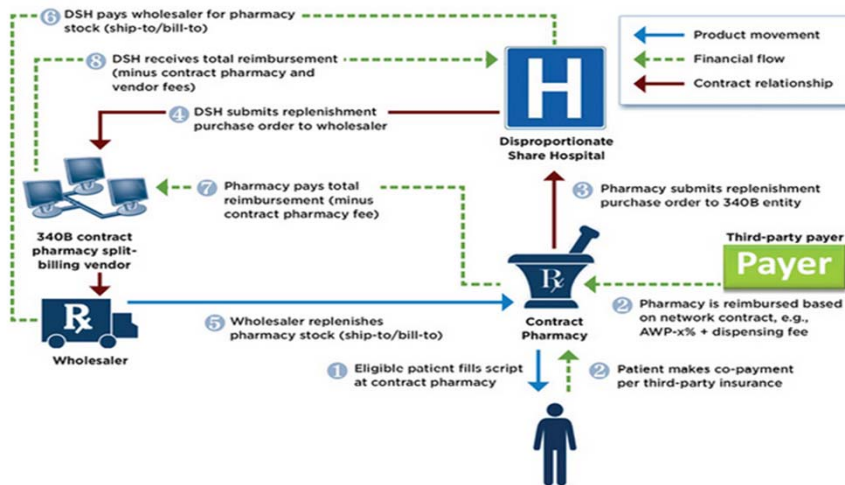 6 DSH pays wholesaler for pharmacy
stock (ship-to/bill-to)
8 DSH receives total reimbursement
(minus contract pharmacy and
vendor fees)
4 DSH submits replenishment
purchase order to wholesaler
H
Disproportionate
Share Hospital
Product movement
Financial flow
Contract relationship
7 Pharmacy pays total
reimbursement (minus
contract pharmacy fee)
3 Pharmacy submits replenishment
purchase order to 340B entity
340B contract
pharmacy split-
billing vendor
Third-party payer
Payer
Rx
Wholesaler
Rx
Contract
Pharmacy
2 Pharmacy is reimbursed based
on network contract, e.g.,
AWP-x% + dispensing fee
5 Wholesaler replenishes
pharmacy stock (ship-to/bill-to)
1 Eligible patient fills script
at contract pharmacy
2 Patient makes co-payment
per third-party insurance